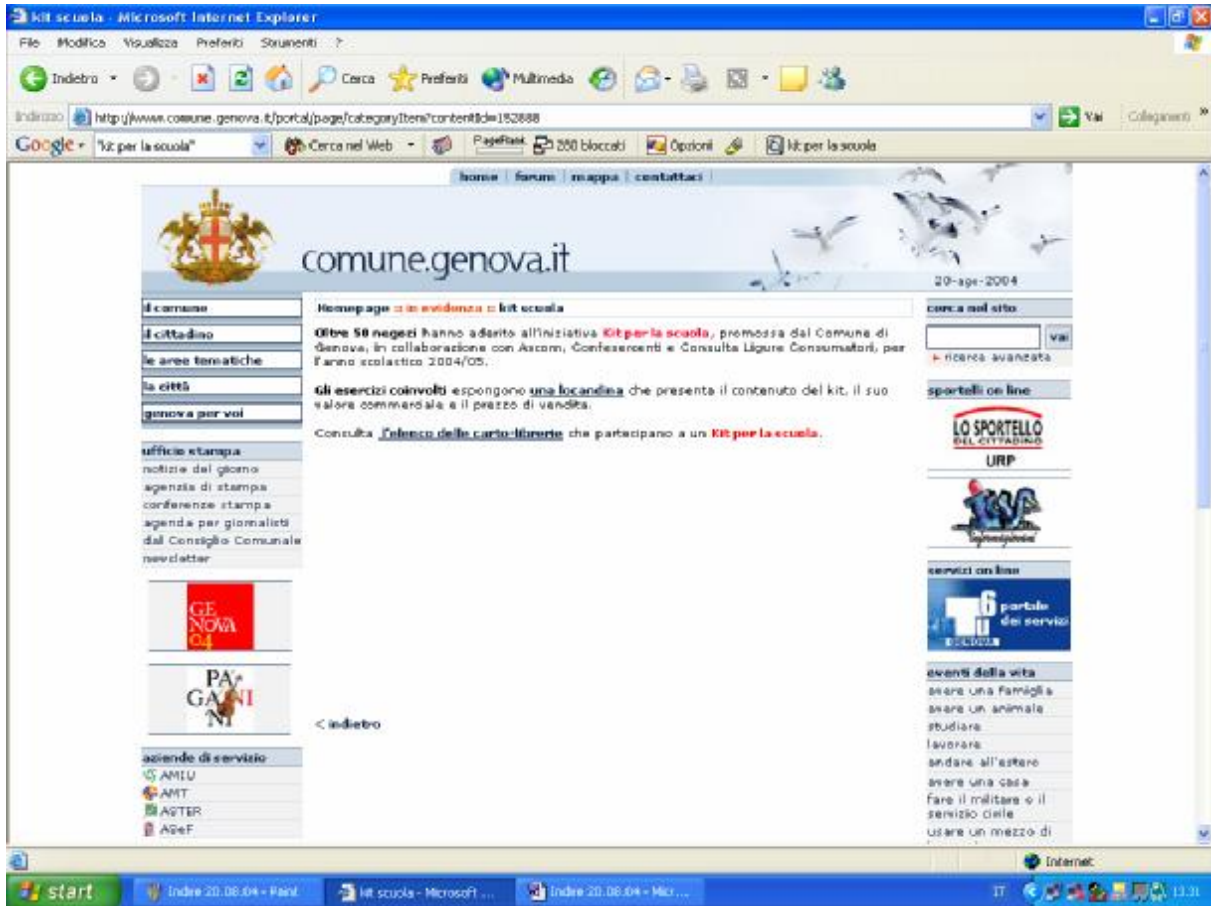 kit scuola - Microsoft Internet Explorer
File Modifica Visualizza Preferiti Strumenti ?
Indietro Cerca Preferiti Multimedia
Indirizzo http://www.comune.genova.it/portal/page/categoryItem?contentId=152888 Vai Collegamenti »
Google "kit per la scuola" Cerca nel Web PageRank 250 bloccati Opzioni kit per la scuola
home | forum | mappa | contattaci
comune.genova.it
20-apr-2004
il comune
il cittadino
le aree tematiche
la città
genova per voi
ufficio stampa
notizie del giorno
agenzia di stampa
conferenze stampa
agenda per giornalisti
dal Consiglio Comunale
newsletter
GE
NOVA
04
PA
GA NI
NI
aziende di servizio
AMIU
AMT
ASTER
ASeF
Homepage :: in evidenza :: kit scuola
Oltre 50 negozi hanno aderito all'iniziativa Kit per la scuola, promossa dal Comune di
Genova, in collaborazione con Ascom, Confesercenti e Consulta Ligure Consumatori, per
l'anno scolastico 2004/05.
Gli esercizi coinvolti espongono una locandina che presenta il contenuto del kit, il suo
valore commerciale e il prezzo di vendita.
Consulta l'elenco delle carto-librerie che partecipano a un Kit per la scuola.
< indietro
cerca nel sito
vai
ricerca avanzata
sportelli on line
LO SPORTELLO
DEL CITTADINO
URP
Informagiovani
servizi on line
portale
dei servizi
GENOVA
eventi della vita
avere una famiglia
avere un animale
studiare
lavorare
andare all'estero
avere una casa
fare il militare o il
servizio civile
usare un mezzo di
Internet
start Indire 20.08.04 - Paint kit scuola - Microsoft ... Indire 20.08.04 - Micr... IT 13.31